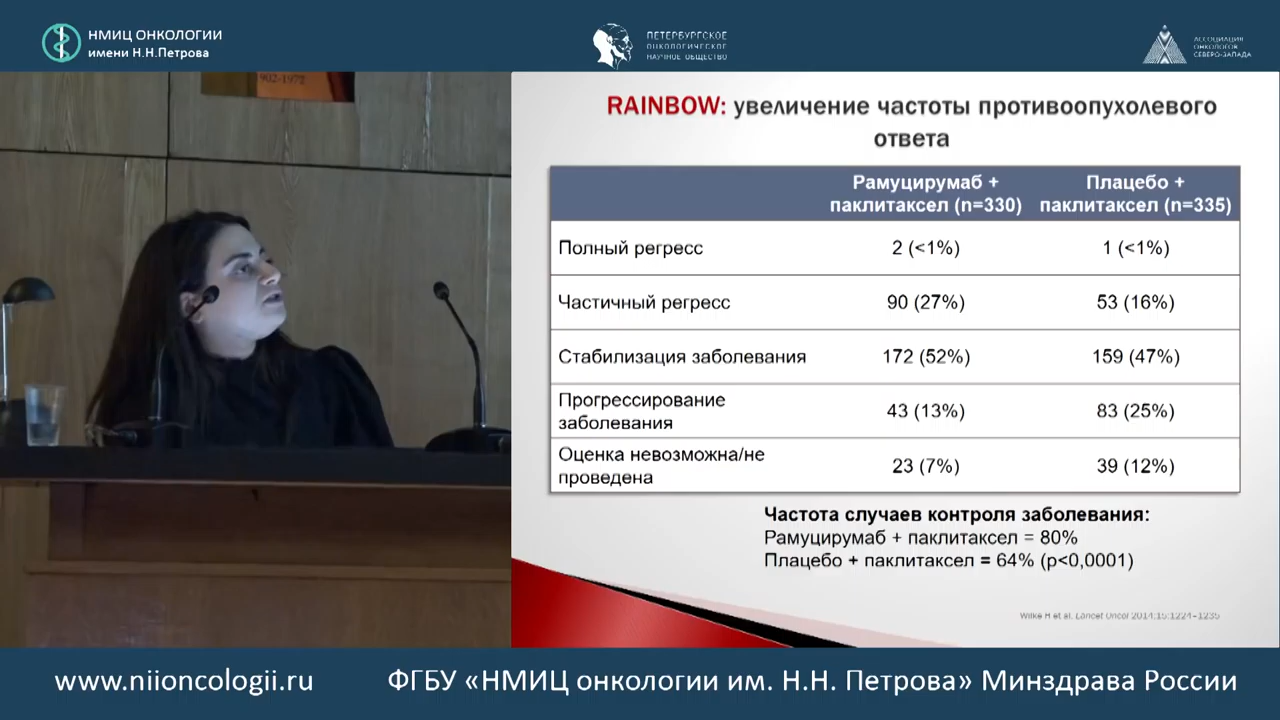 НМИЦ ОНКОЛОГИИ
имени Н.Н.Петрова
ПЕТЕРБУРГСКОЕ
ОНКОЛОГИЧЕСКОЕ
НАУЧНОЕ ОБЩЕСТВО
АССОЦИАЦИЯ
ОНКОЛОГОВ
СЕВЕРО-ЗАПАДА
902-1972
RAINBOW: увеличение частоты противоопухолевого
ответа
Рамуцирумаб +
паклитаксел (n=330)
Плацебо +
паклитаксел (n=335)
Полный регресс
2 (<1%)
1 (<1%)
Частичный регресс
90 (27%)
53 (16%)
Стабилизация заболевания
172 (52%)
159 (47%)
Прогрессирование
заболевания
43 (13%)
83 (25%)
Оценка невозможна/не
проведена
23 (7%)
39 (12%)
Частота случаев контроля заболевания:
Рамуцирумаб + паклитаксел = 80%
Плацебо + паклитаксел = 64% (p<0,0001)
Wilke H et al. Lancet Oncol 2014;15:1224–1235
www.niioncologii.ru
ФГБУ «НМИЦ онкологии им. Н.Н. Петрова» Минздрава России